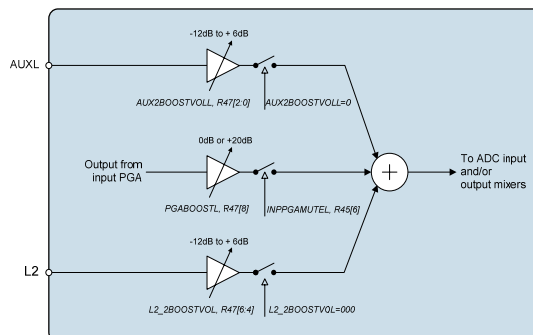 -12dB to + 6dB
AUXL
AUX2BOOSTVOLL, R47[2:0]
AUX2BOOSTVOLL=0
0dB or +20dB
Output from
input PGA
To ADC input
and/or
output mixers
PGABOOSTL, R47[8]
INPPGAMUTEL, R45[6]
-12dB to + 6dB
L2
L2_2BOOSTVOL, R47[6:4]
L2_2BOOSTV0L=000